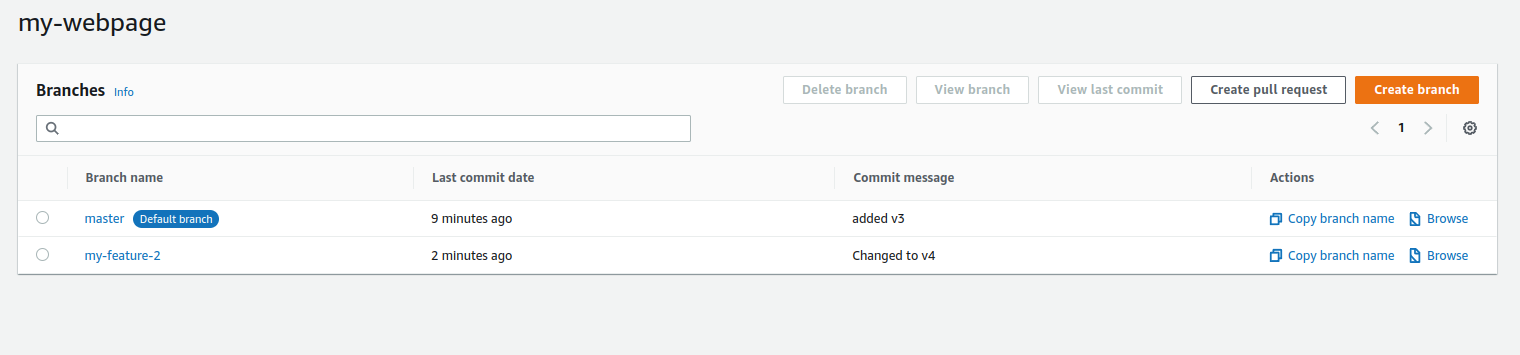 my-webpage
Branches Info Delete branch View branch View last commit Create pull request Create branch
1
Branch name Last commit date Commit message Actions
master Default branch 9 minutes ago added v3 Copy branch name Browse
my-feature-2 2 minutes ago Changed to v4 Copy branch name Browse